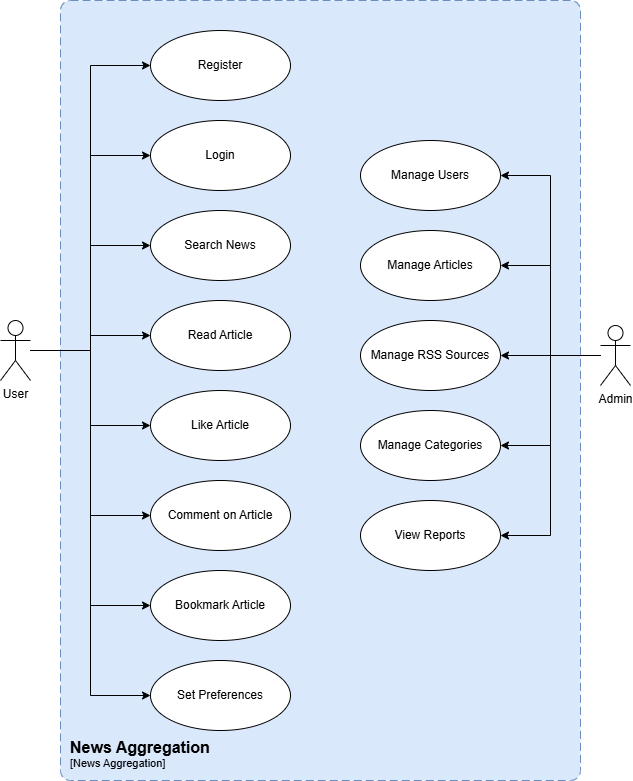 Register
Login
Search News
Read Article
Like Article
Comment on Article
Bookmark Article
Set Preferences
Manage Users
Manage Articles
Manage RSS Sources
Manage Categories
View Reports
User
Admin
News Aggregation
[News Aggregation]